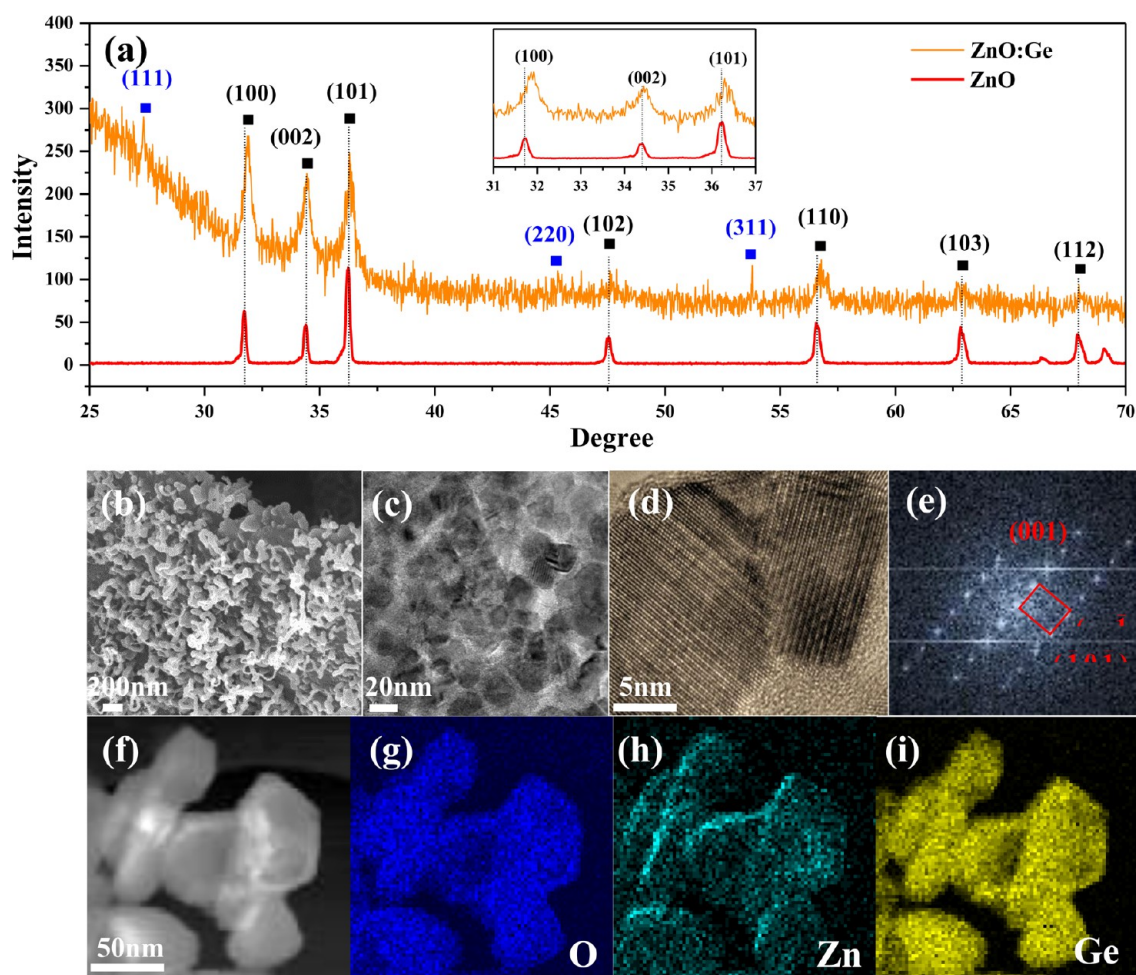 (a)
ZnO:Ge
ZnO
(111)
(100)
(002)
(101)
(220)
(102)
(311)
(110)
(103)
(112)
(100)
(002)
(101)
31 32 33 34 35 36 37
400
350
300
250
200
150
100
50
0
Intensity
25 30 35 40 45 50 55 60 65 70
Degree
(b)
200nm
(c)
20nm
(d)
5nm
(e)
(001)
(f)
50nm
(g)
O
(h)
Zn
(i)
Ge